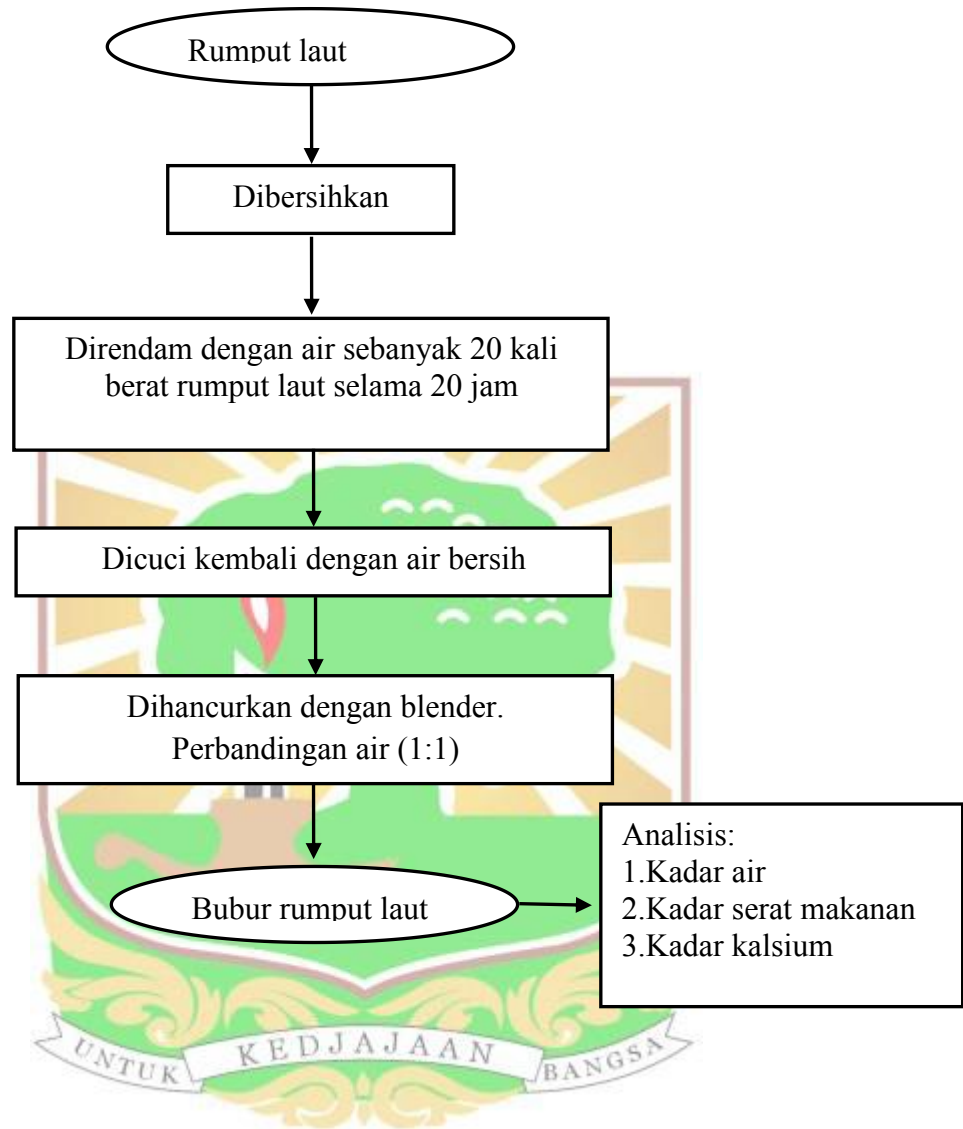 Rumput laut
Dibersihkan
Direndam dengan air sebanyak 20 kali
berat rumput laut selama 20 jam
Dicuci kembali dengan air bersih
Dihancurkan dengan blender.
Perbandingan air (1:1)
Bubur rumput laut
Analisis:
1.Kadar air
2.Kadar serat makanan
3.Kadar kalsium
UNTUK KEDJAJAAN BANGSA